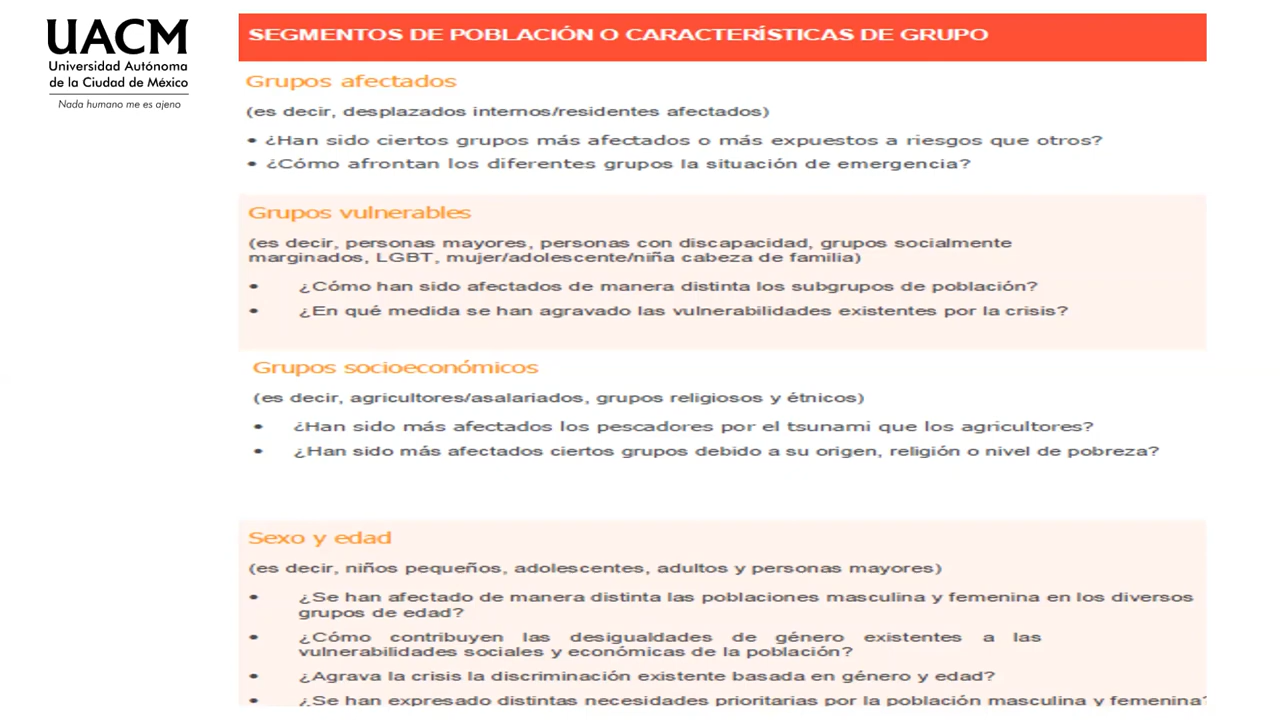 UACM
Universidad Autónoma
de la Ciudad de México
Nada humano me es ajeno
SEGMENTOS DE POBLACIÓN O CARACTERÍSTICAS DE GRUPO
Grupos afectados
(es decir, desplazados internos/residentes afectados)
• ¿Han sido ciertos grupos más afectados o más expuestos a riesgos que otros?
• ¿Cómo afrontan los diferentes grupos la situación de emergencia?
Grupos vulnerables
(es decir, personas mayores, personas con discapacidad, grupos socialmente
marginados, LGBT, mujer/adolescente/niña cabeza de familia)
• ¿Cómo han sido afectados de manera distinta los subgrupos de población?
• ¿En qué medida se han agravado las vulnerabilidades existentes por la crisis?
Grupos socioeconómicos
(es decir, agricultores/asalariados, grupos religiosos y étnicos)
• ¿Han sido más afectados los pescadores por el tsunami que los agricultores?
• ¿Han sido más afectados ciertos grupos debido a su origen, religión o nivel de pobreza?
Sexo y edad
(es decir, niños pequeños, adolescentes, adultos y personas mayores)
• ¿Se han afectado de manera distinta las poblaciones masculina y femenina en los diversos
grupos de edad?
• ¿Cómo contribuyen las desigualdades de género existentes a las
vulnerabilidades sociales y económicas de la población?
• ¿Agrava la crisis la discriminación existente basada en género y edad?
• ¿Se han expresado distintas necesidades prioritarias por la población masculina y femenina?